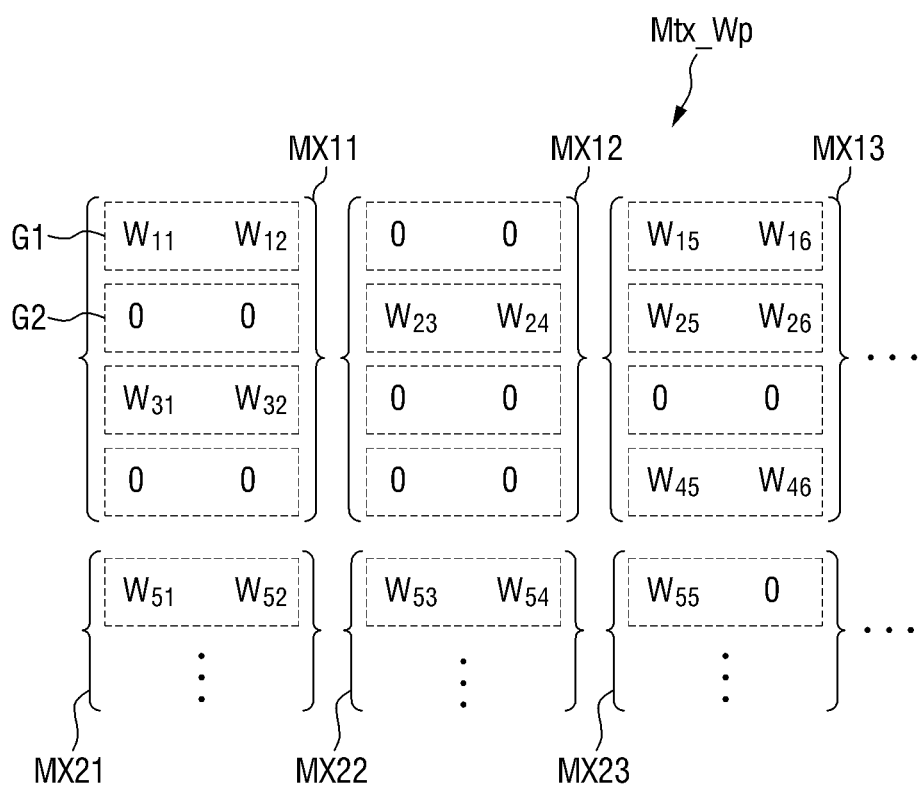 Mtx_Wp
MX11 MX12 MX13
G1 W₁₁ W₁₂ 0 0 W₁₅ W₁₆
G2 0 0 W₂₃ W₂₄ W₂₅ W₂₆
W₃₁ W₃₂ 0 0 0 0
0 0 0 0 W₄₅ W₄₆
W₅₁ W₅₂ W₅₃ W₅₄ W₅₅ 0
MX21 MX22 MX23